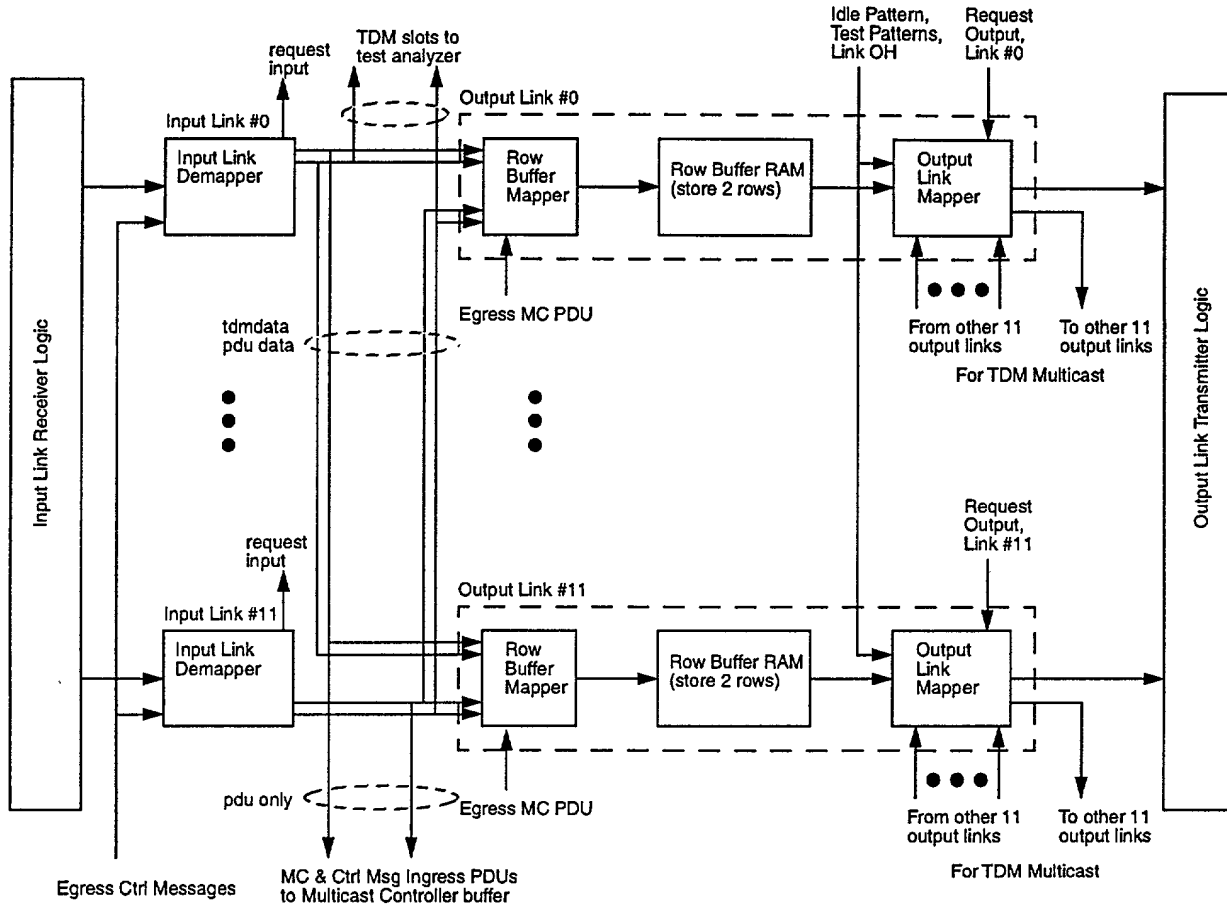 Idle Pattern,
Test Patterns,
Link OH
Request
Output,
Link #0
TDM slots to
test analyzer
request
input
Output Link #0
Input Link #0
Input Link
Demapper
Row
Buffer
Mapper
Row Buffer RAM
(store 2 rows)
Output
Link
Mapper
Egress MC PDU
tdmdata
pdu data
From other 11
output links
To other 11
output links
For TDM Multicast
Input Link Receiver Logic
Output Link Transmitter Logic
Request
Output,
Link #11
request
input
Output Link #11
Input Link #11
Input Link
Demapper
Row
Buffer
Mapper
Row Buffer RAM
(store 2 rows)
Output
Link
Mapper
pdu only
Egress MC PDU
From other 11
output links
To other 11
output links
For TDM Multicast
Egress Ctrl Messages
MC & Ctrl Msg Ingress PDUs
to Multicast Controller buffer